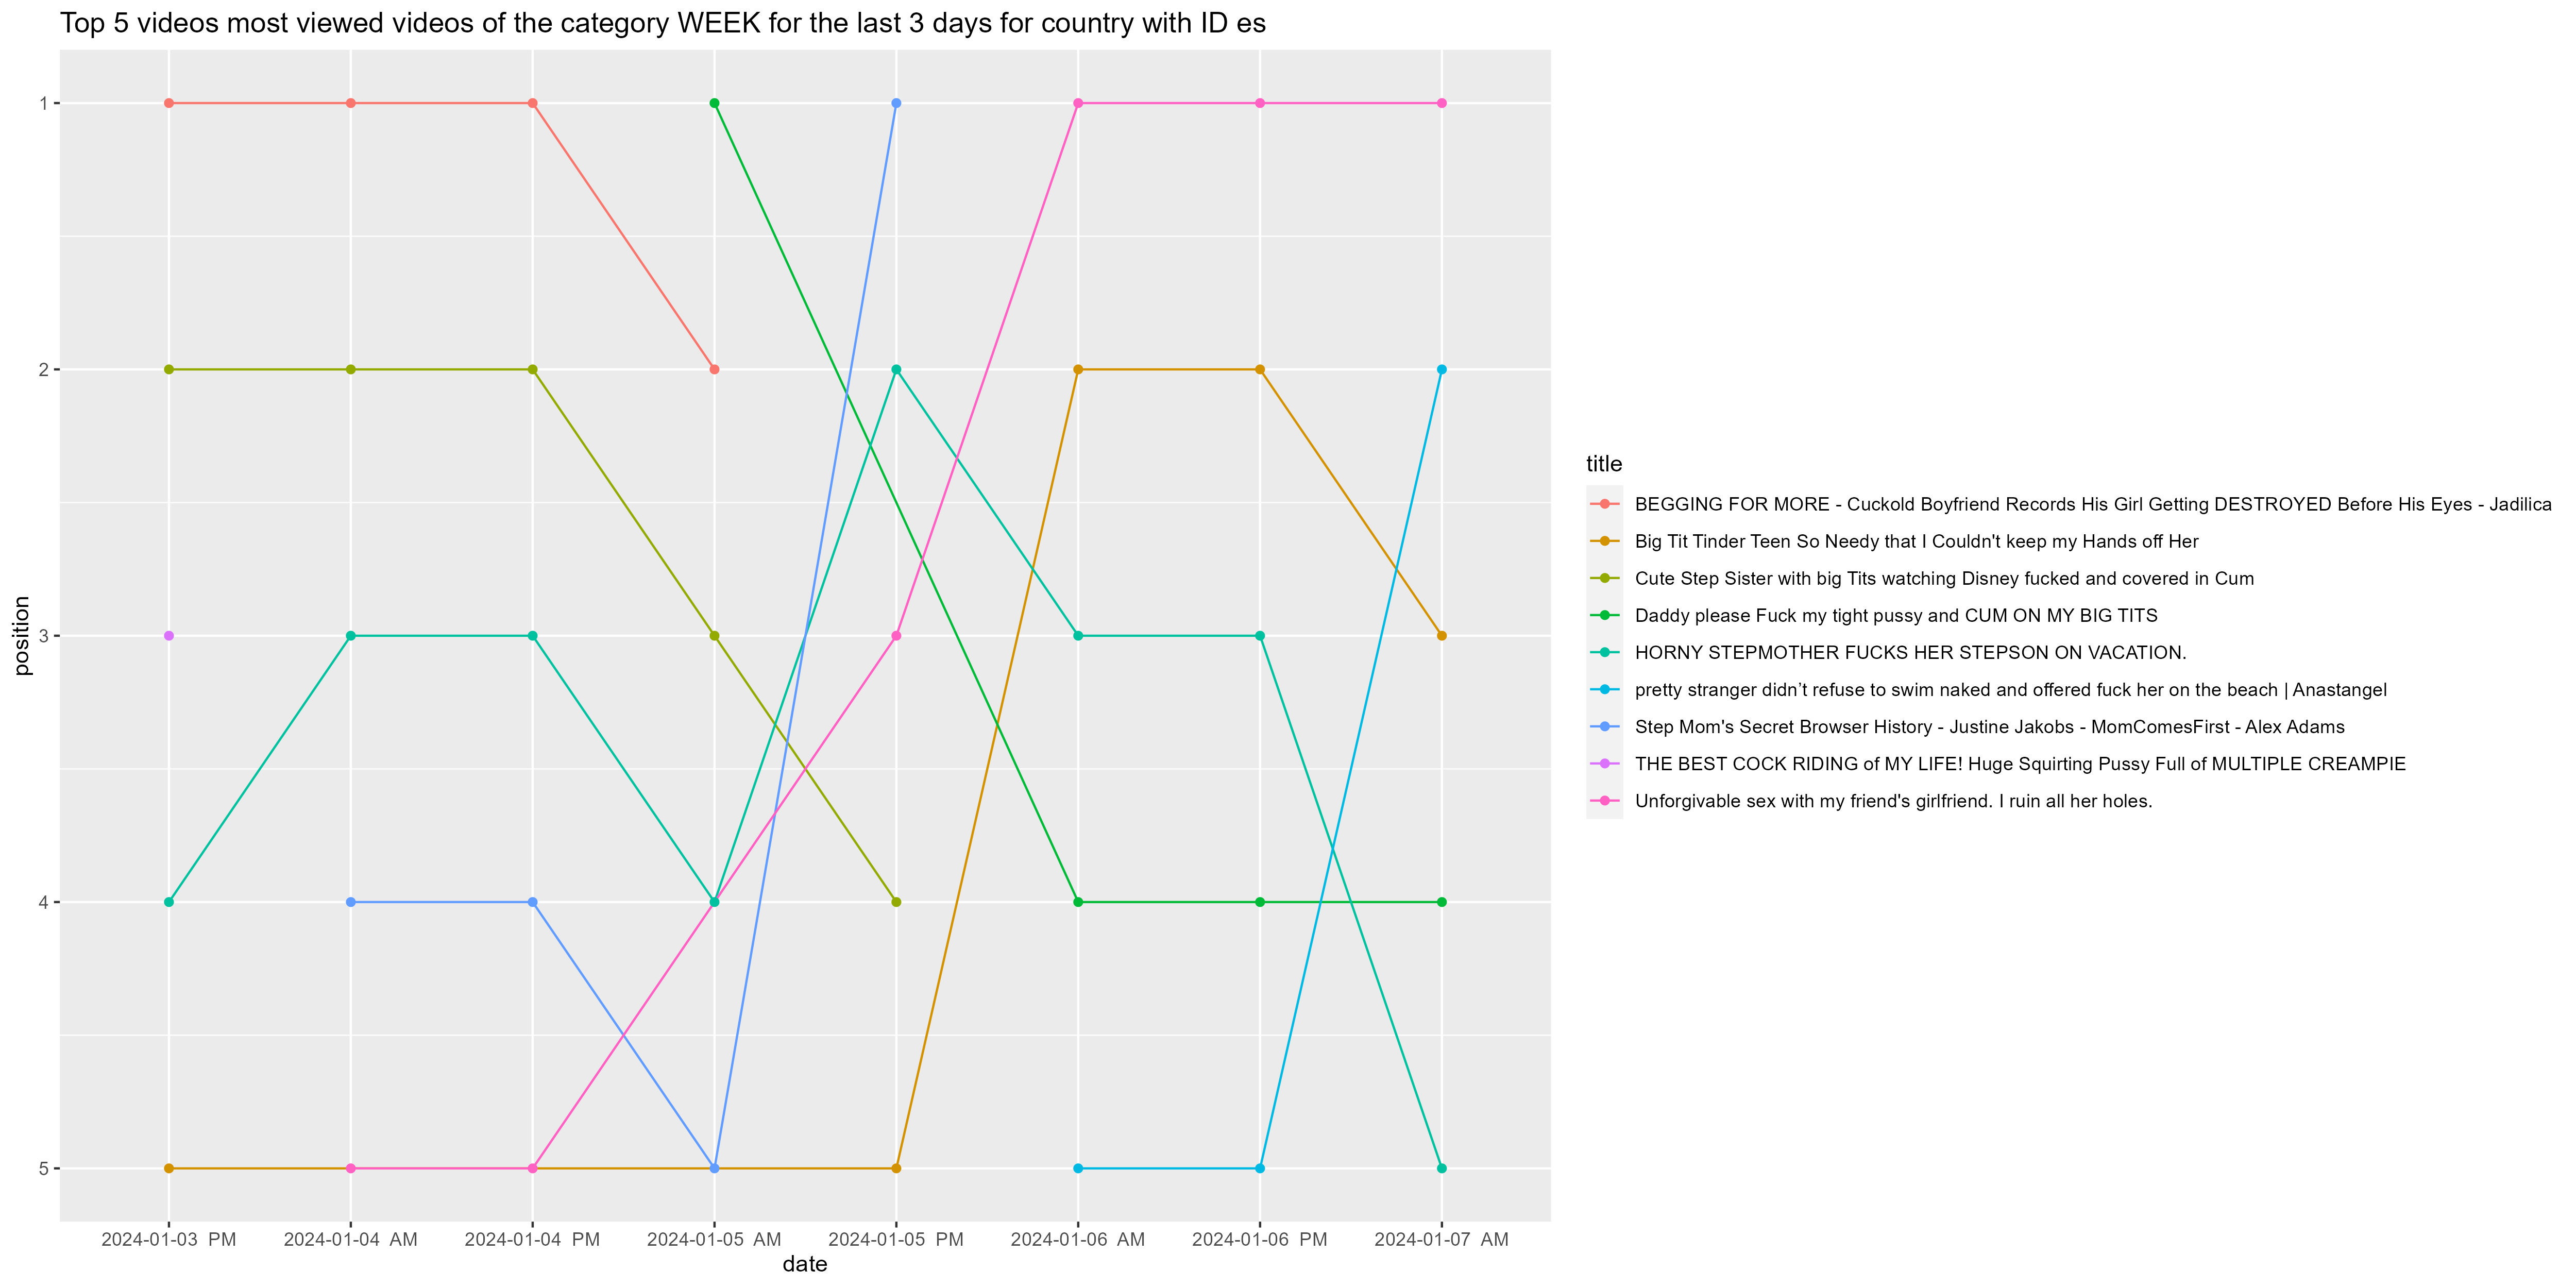 Top 5 videos most viewed videos of the category WEEK for the last 3 days for country with ID es
position
1
2
3
4
5
2024-01-03 PM
2024-01-04 AM
2024-01-04 PM
2024-01-05 AM
2024-01-05 PM
2024-01-06 AM
2024-01-06 PM
2024-01-07 AM
date
title
BEGGING FOR MORE - Cuckold Boyfriend Records His Girl Getting DESTROYED Before His Eyes - Jadilica
Big Tit Tinder Teen So Needy that I Couldn't keep my Hands off Her
Cute Step Sister with big Tits watching Disney fucked and covered in Cum
Daddy please Fuck my tight pussy and CUM ON MY BIG TITS
HORNY STEPMOTHER FUCKS HER STEPSON ON VACATION.
pretty stranger didn’t refuse to swim naked and offered fuck her on the beach | Anastangel
Step Mom's Secret Browser History - Justine Jakobs - MomComesFirst - Alex Adams
THE BEST COCK RIDING of MY LIFE! Huge Squirting Pussy Full of MULTIPLE CREAMPIE
Unforgivable sex with my friend's girlfriend. I ruin all her holes.